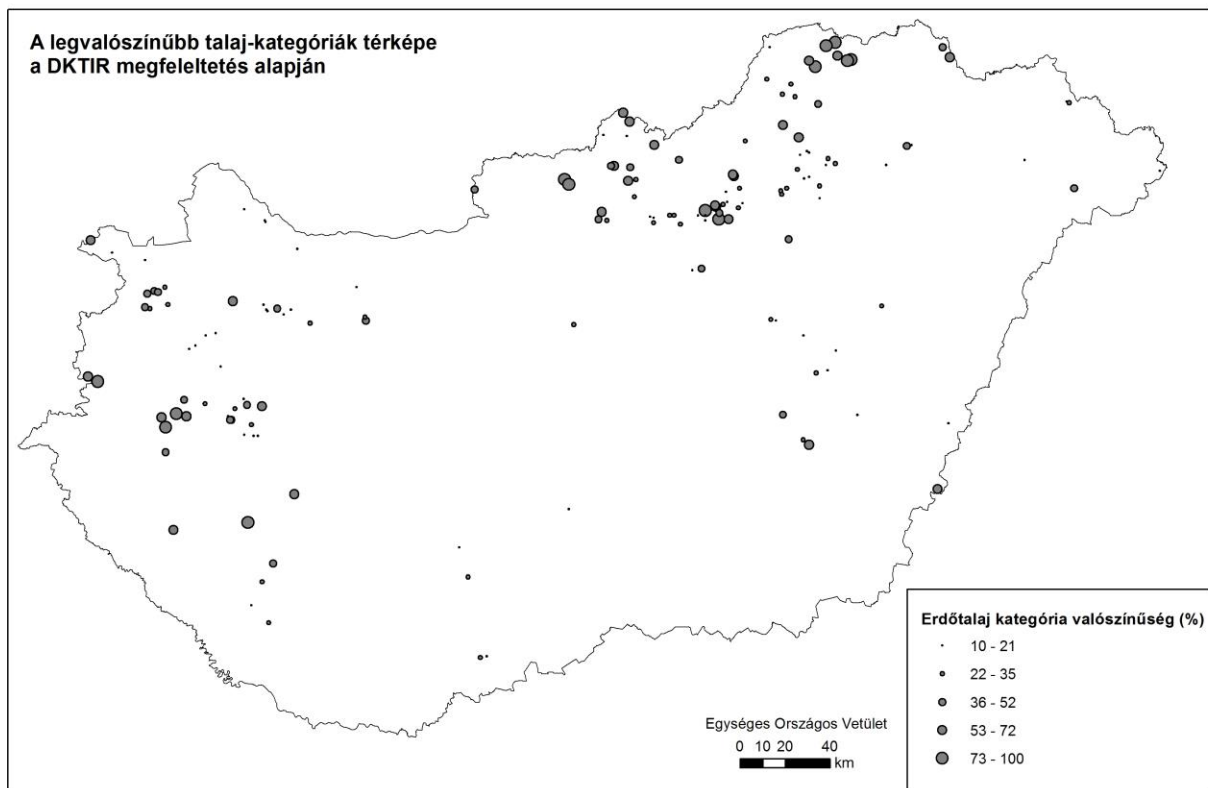 A legvalószínűbb talaj-kategóriák térképe
a DKTIR megfeleltetés alapján
Erdőtalaj kategória valószínűség (%)
10 - 21
22 - 35
36 - 52
53 - 72
73 - 100
Egységes Országos Vetület
0 10 20 40
km